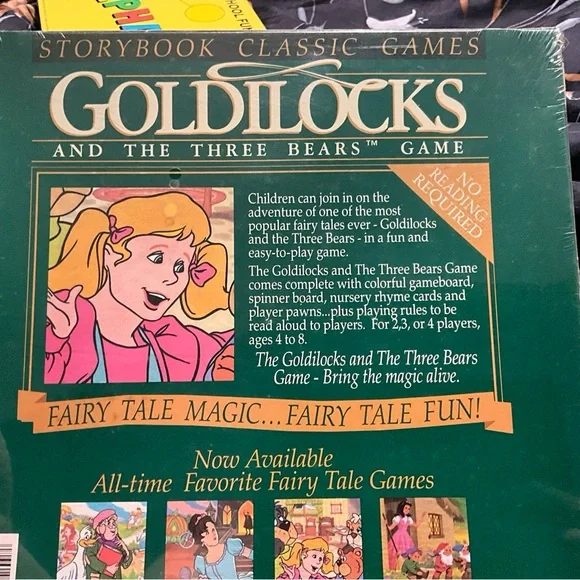 STORYBOOK CLASSIC GAMES
GOLDILOCKS
AND THE THREE BEARS™ GAME
NO
READING
REQUIRED
Children can join in on the
adventure of one of the most
popular fairy tales ever - Goldilocks
and the Three Bears - in a fun and
easy-to-play game.
The Goldilocks and The Three Bears Game
comes complete with colorful gameboard,
spinner board, nursery rhyme cards and
player pawns...plus playing rules to be
read aloud to players. For 2,3, or 4 players,
ages 4 to 8.
The Goldilocks and The Three Bears
Game - Bring the magic alive.
FAIRY TALE MAGIC... FAIRY TALE FUN!
Now Available
All-time Favorite Fairy Tale Games